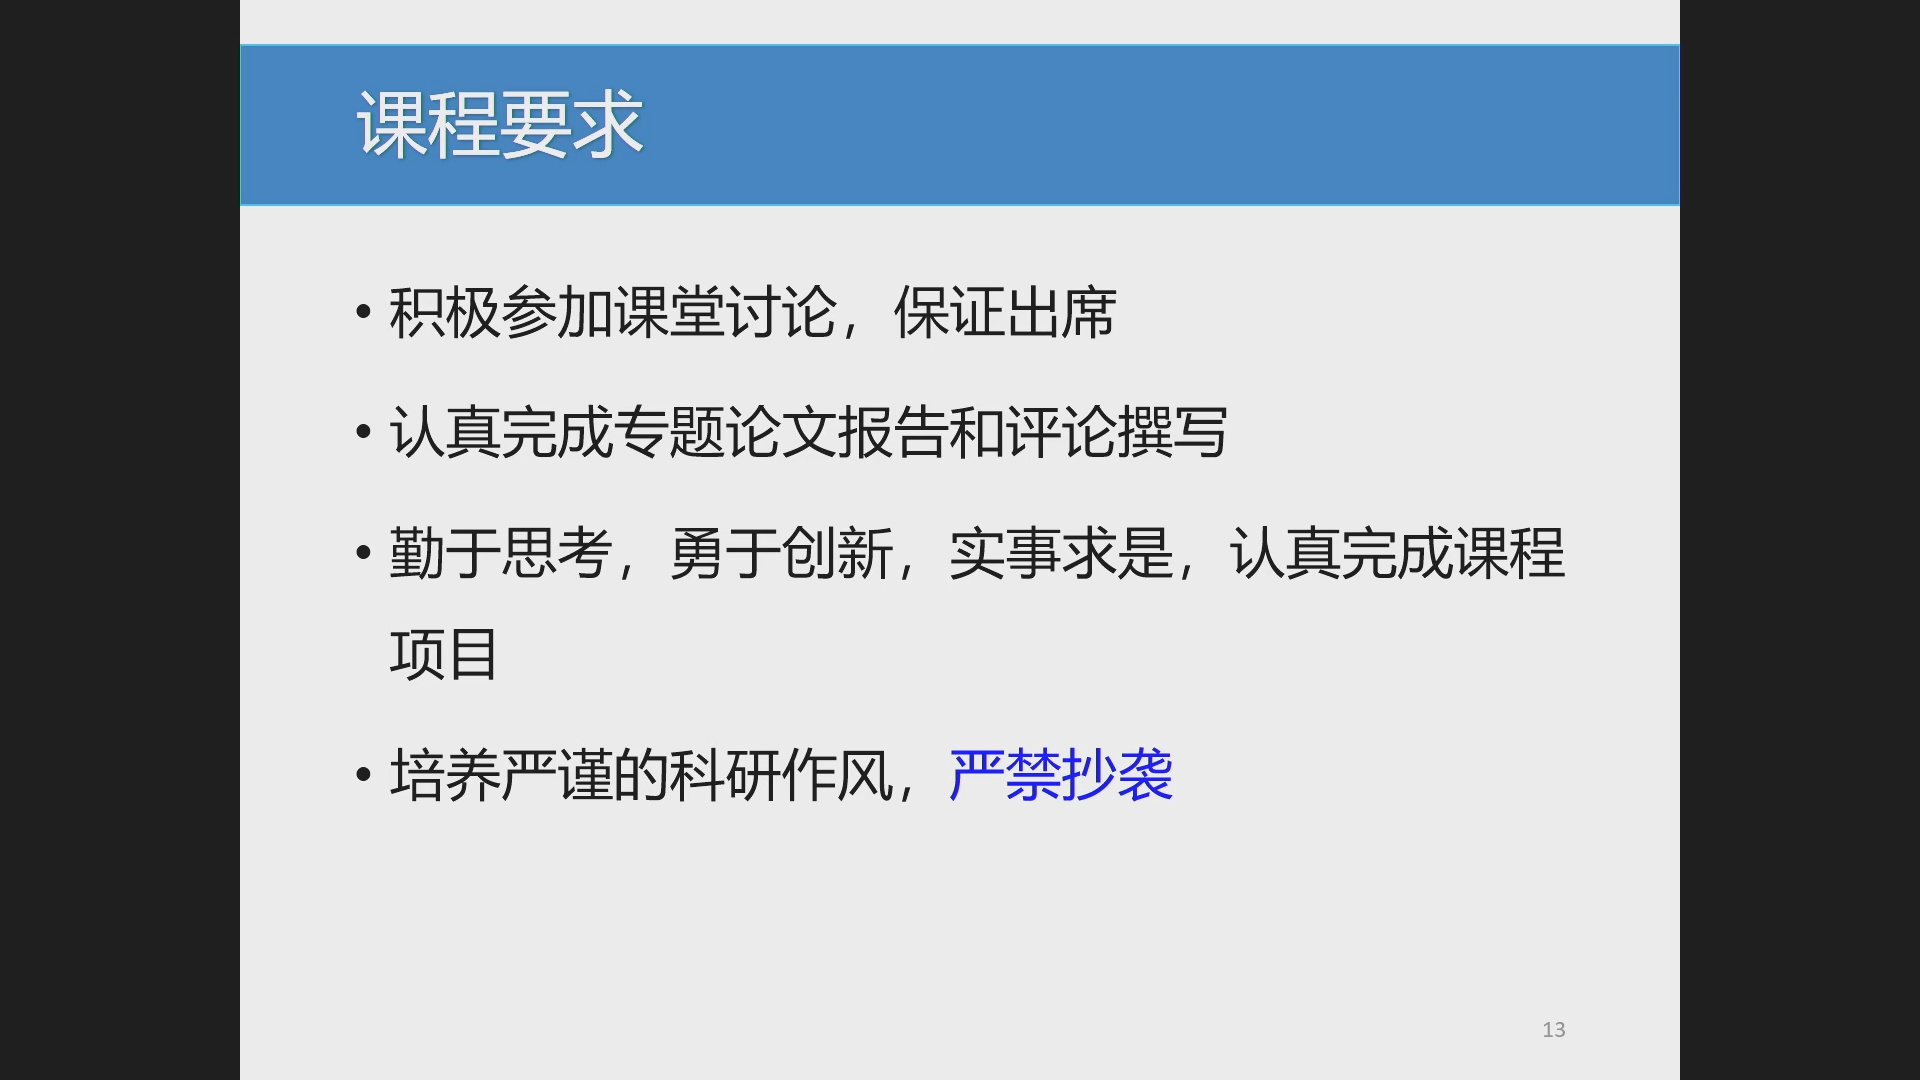 课程要求
• 积极参加课堂讨论，保证出席
• 认真完成专题论文报告和评论撰写
• 勤于思考，勇于创新，实事求是，认真完成课程
项目
• 培养严谨的科研作风，严禁抄袭
13